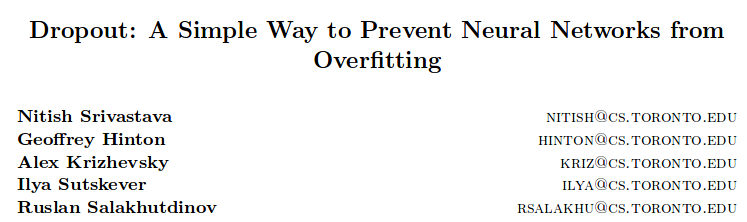 Dropout: A Simple Way to Prevent Neural Networks from
Overfitting
Nitish Srivastava nitish@cs.toronto.edu
Geoffrey Hinton hinton@cs.toronto.edu
Alex Krizhevsky kriz@cs.toronto.edu
Ilya Sutskever ilya@cs.toronto.edu
Ruslan Salakhutdinov rsalakhu@cs.toronto.edu